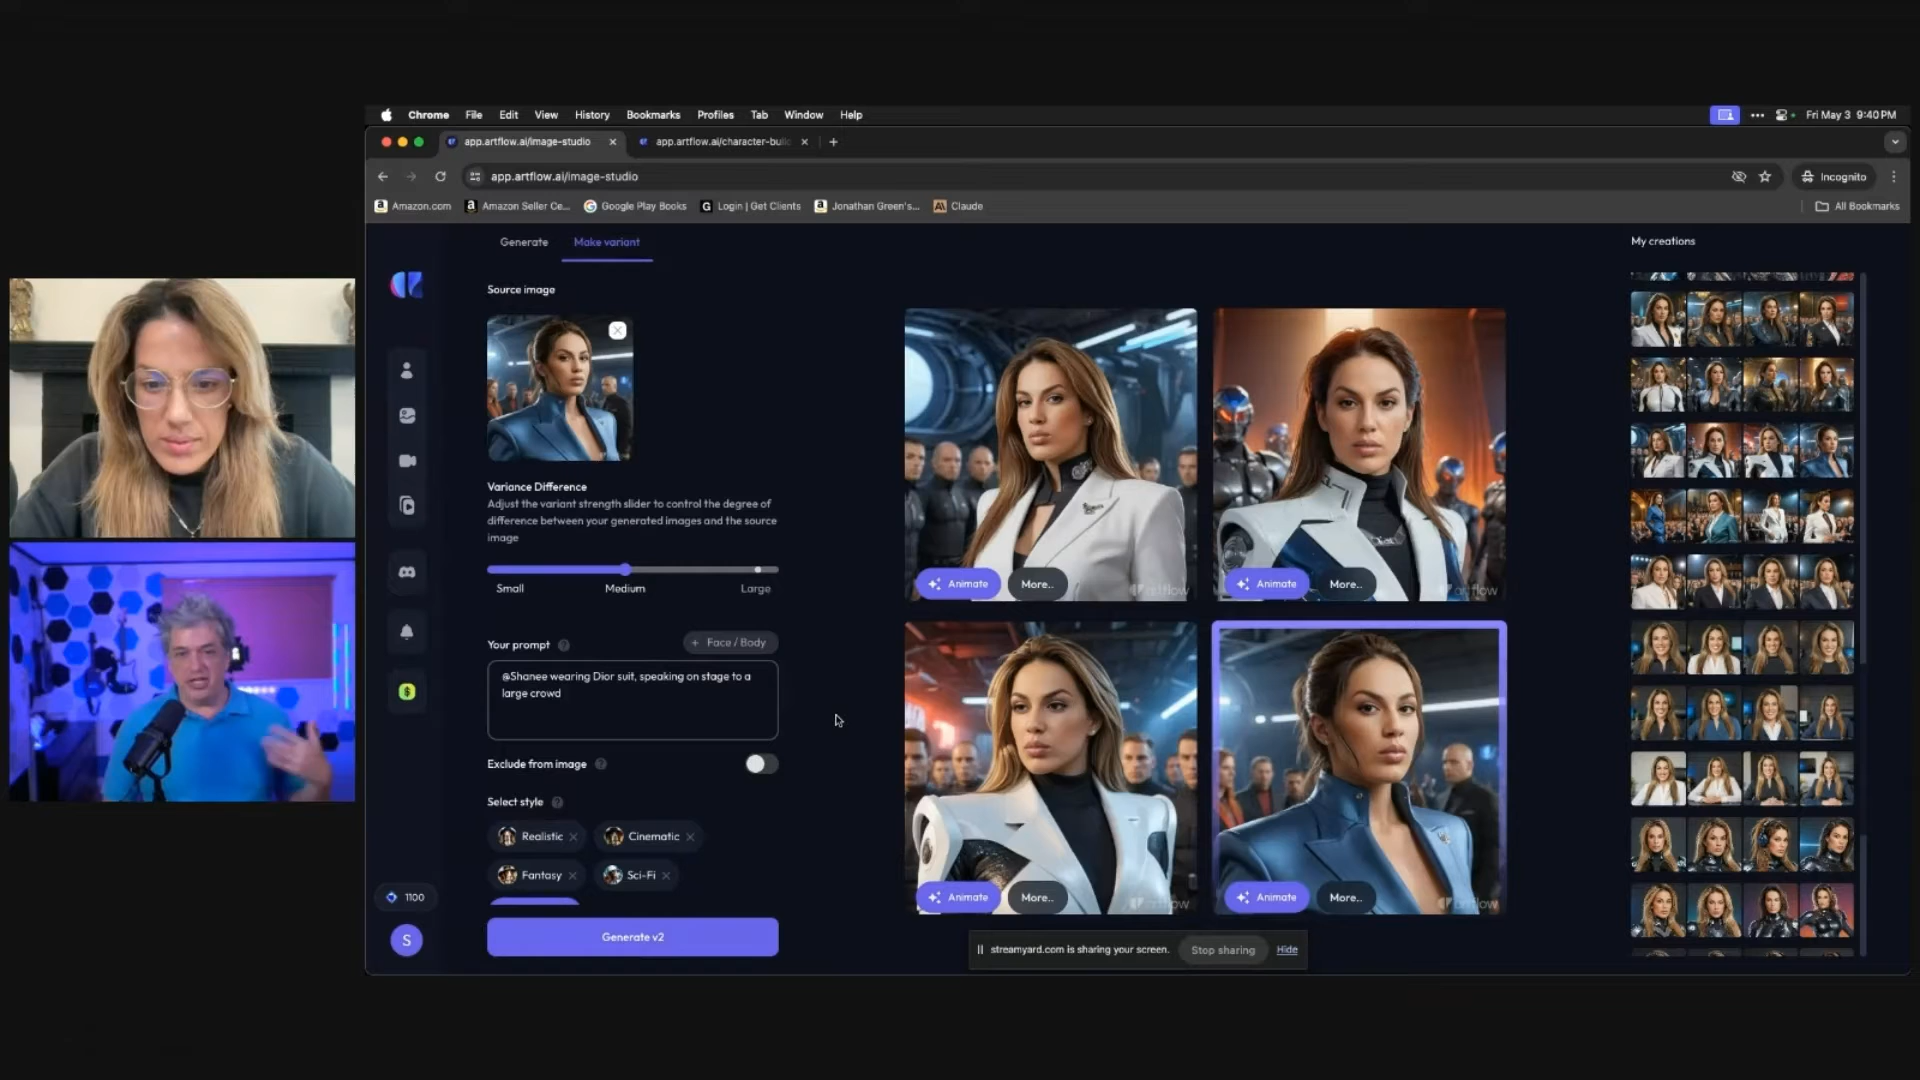 Chrome File Edit View History Bookmarks Profiles Tab Window Help
Fri May 3 9:40 PM
app.artflow.ai/image-studio
app.artflow.ai/character-buil
app.artflow.ai/image-studio
Incognito
Amazon.com
Amazon Seller Ce...
Google Play Books
Login | Get Clients
Jonathan Green's...
Claude
All Bookmarks
Generate
Make variant
My creations
Source image
Variance Difference
Adjust the variant strength slider to control the degree of
difference between your generated images and the source
image
Small
Medium
Large
Your prompt
+ Face / Body
@Shanee wearing Dior suit, speaking on stage to a
large crowd
Exclude from image
Select style
Realistic
Cinematic
Fantasy
Sci-Fi
1100
S
Generate v2
Animate
More..
artflow
Animate
More..
artflow
Animate
More..
artflow
Animate
More..
artflow
streamyard.com is sharing your screen.
Stop sharing
Hide